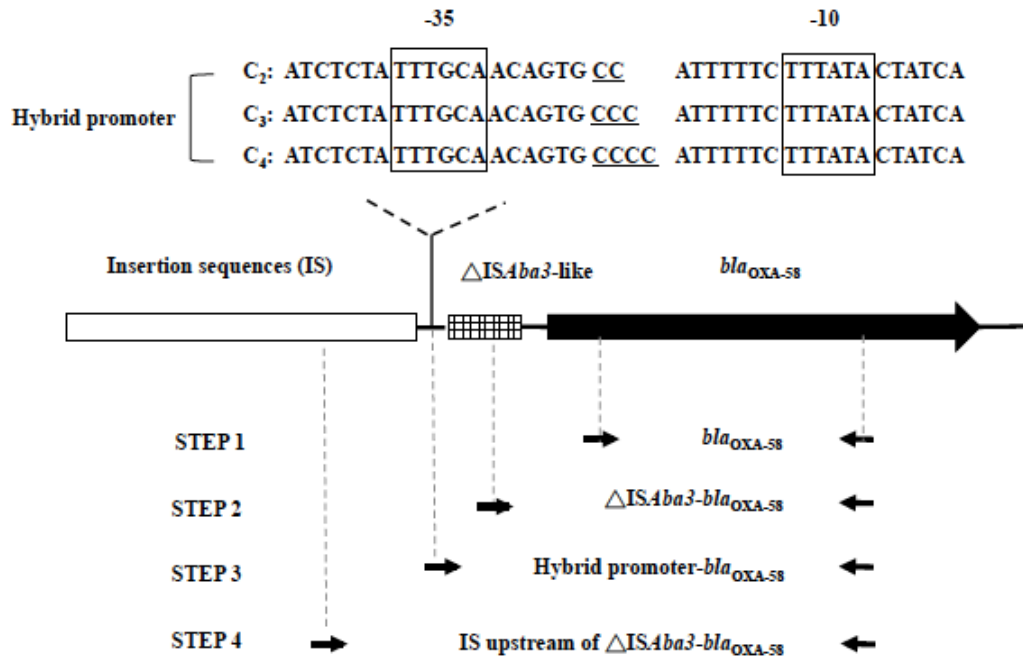 -35 -10
C2: ATCTCTA TTTGCA ACAGTG CC ATTTTTC TTTATA CTATCA
Hybrid promoter C3: ATCTCTA TTTGCA ACAGTG CCC ATTTTTC TTTATA CTATCA
C4: ATCTCTA TTTGCA ACAGTG CCCC ATTTTTC TTTATA CTATCA
Insertion sequences (IS) △ISAba3-like blaOXA-58
STEP 1 blaOXA-58
STEP 2 △ISAba3-blaOXA-58
STEP 3 Hybrid promoter-blaOXA-58
STEP 4 IS upstream of △ISAba3-blaOXA-58